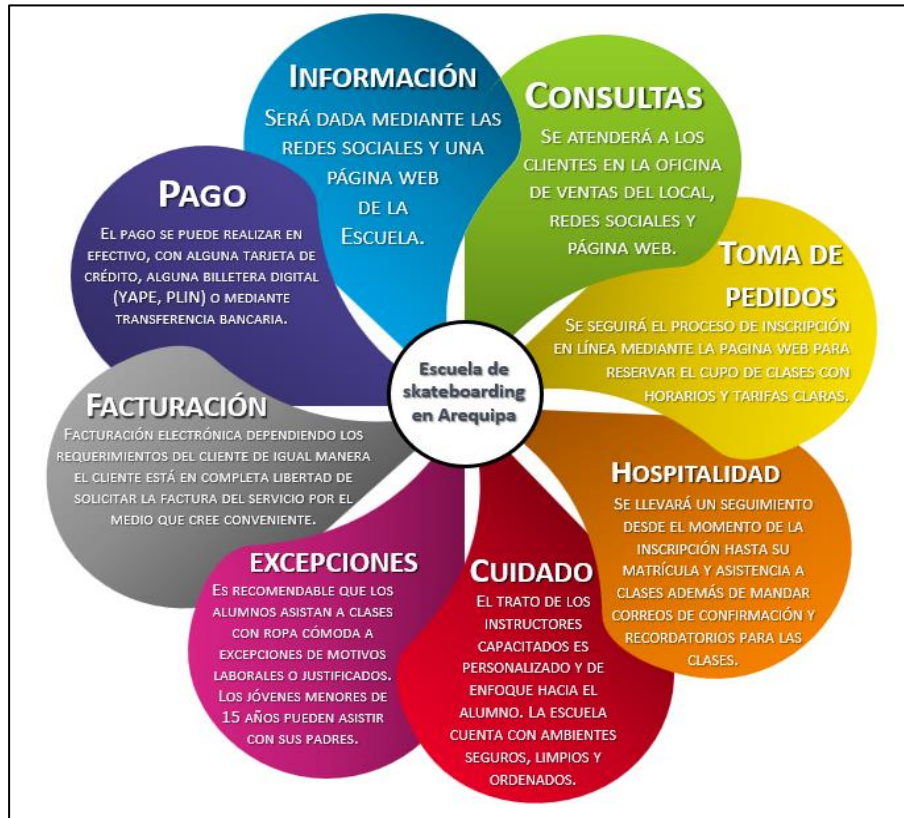 INFORMACIÓN
SERÁ DADA MEDIANTE LAS
REDES SOCIALES Y UNA
PÁGINA WEB
DE LA
ESCUELA.
CONSULTAS
SE ATENDERÁ A LOS
CLIENTES EN LA OFICINA
DE VENTAS DEL LOCAL,
REDES SOCIALES Y
PÁGINA WEB.
TOMA DE
PEDIDOS
SE SEGUIRÁ EL PROCESO DE INSCRIPCIÓN
EN LÍNEA MEDIANTE LA PAGINA WEB PARA
RESERVAR EL CUPO DE CLASES CON
HORARIOS Y TARIFAS CLARAS.
HOSPITALIDAD
SE LLEVARÁ UN SEGUIMIENTO
DESDE EL MOMENTO DE LA
INSCRIPCIÓN HASTA SU
MATRÍCULA Y ASISTENCIA A
CLASES ADEMÁS DE MANDAR
CORREOS DE CONFIRMACIÓN Y
RECORDATORIOS PARA LAS
CLASES.
CUIDADO
EL TRATO DE LOS
INSTRUCTORES
CAPACITADOS ES
PERSONALIZADO Y DE
ENFOQUE HACIA EL
ALUMNO. LA ESCUELA
CUENTA CON AMBIENTES
SEGUROS, LIMPIOS Y
ORDENADOS.
EXCEPCIONES
ES RECOMENDABLE QUE LOS
ALUMNOS ASISTAN A CLASES
CON ROPA CÓMODA A
EXCEPCIONES DE MOTIVOS
LABORALES O JUSTIFICADOS.
LOS JÓVENES MENORES DE
15 AÑOS PUEDEN ASISTIR
CON SUS PADRES.
FACTURACIÓN
FACTURACIÓN ELECTRÓNICA DEPENDIENDO LOS
REQUERIMIENTOS DEL CLIENTE DE IGUAL MANERA
EL CLIENTE ESTÁ EN COMPLETA LIBERTAD DE
SOLICITAR LA FACTURA DEL SERVICIO POR EL
MEDIO QUE CREE CONVENIENTE.
PAGO
EL PAGO SE PUEDE REALIZAR EN
EFECTIVO, CON ALGUNA TARJETA DE
CRÉDITO, ALGUNA BILLETERA DIGITAL
(YAPE, PLIN) O MEDIANTE
TRANSFERENCIA BANCARIA.
Escuela de
skateboarding
en Arequipa